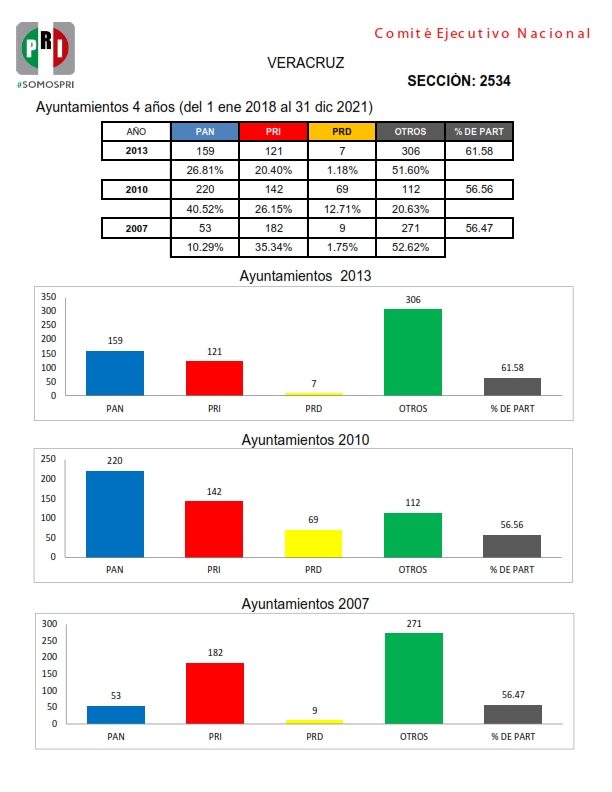 Comité Ejecutivo Nacional
PRI
#SOMOSPRI
VERACRUZ
SECCIÓN: 2534
Ayuntamientos 4 años (del 1 ene 2018 al 31 dic 2021)
AÑO PAN PRI PRD OTROS % DE PART
2013 159 121 7 306 61.58
26.81% 20.40% 1.18% 51.60%
2010 220 142 69 112 56.56
40.52% 26.15% 12.71% 20.63%
2007 53 182 9 271 56.47
10.29% 35.34% 1.75% 52.62%
Ayuntamientos 2013
350
300
250
200
150
100
50
0
159
121
7
306
61.58
PAN PRI PRD OTROS % DE PART
Ayuntamientos 2010
250
200
150
100
50
0
220
142
69
112
56.56
PAN PRI PRD OTROS % DE PART
Ayuntamientos 2007
300
250
200
150
100
50
0
53
182
9
271
56.47
PAN PRI PRD OTROS % DE PART